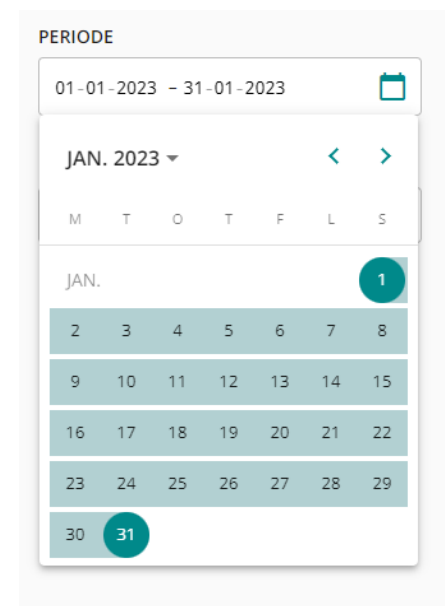 PERIODE
01-01-2023 – 31-01-2023
JAN. 2023
M T O T F L S
JAN. 1
2 3 4 5 6 7 8
9 10 11 12 13 14 15
16 17 18 19 20 21 22
23 24 25 26 27 28 29
30 31